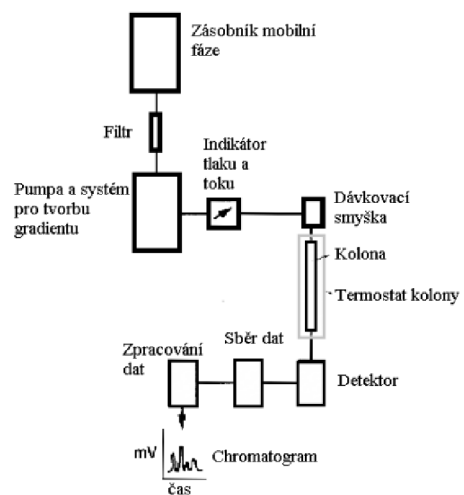 Zásobník mobilní
fáze
Filtr
Indikátor
tlaku a
toku
Pumpa a systém
pro tvorbu
gradientu
Dávkovací
smyška
Kolona
Termostat kolony
Sběr dat
Zpracování
dat
Detektor
mV
Chromatogram
čas